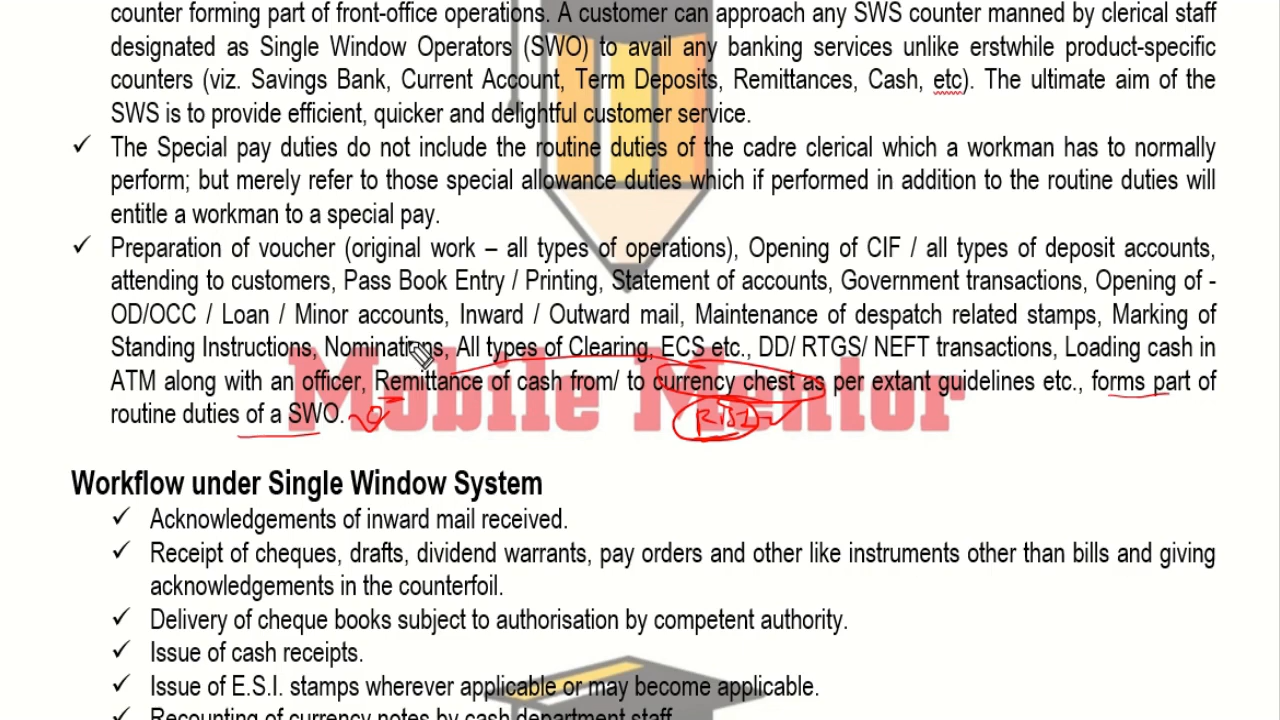 counter forming part of front-office operations. A customer can approach any SWS counter manned by clerical staff
designated as Single Window Operators (SWO) to avail any banking services unlike erstwhile product-specific
counters (viz. Savings Bank, Current Account, Term Deposits, Remittances, Cash, etc). The ultimate aim of the
SWS is to provide efficient, quicker and delightful customer service.
✓ The Special pay duties do not include the routine duties of the cadre clerical which a workman has to normally
perform; but merely refer to those special allowance duties which if performed in addition to the routine duties will
entitle a workman to a special pay.
✓ Preparation of voucher (original work – all types of operations), Opening of CIF / all types of deposit accounts,
attending to customers, Pass Book Entry / Printing, Statement of accounts, Government transactions, Opening of -
OD/OCC / Loan / Minor accounts, Inward / Outward mail, Maintenance of despatch related stamps, Marking of
Standing Instructions, Nominations, All types of Clearing, ECS etc., DD/ RTGS/ NEFT transactions, Loading cash in
ATM along with an officer, Remittance of cash from/ to currency chest as per extant guidelines etc., forms part of
routine duties of a SWO.
Mobile Mentor
RBI
Workflow under Single Window System
✓ Acknowledgements of inward mail received.
✓ Receipt of cheques, drafts, dividend warrants, pay orders and other like instruments other than bills and giving
acknowledgements in the counterfoil.
✓ Delivery of cheque books subject to authorisation by competent authority.
✓ Issue of cash receipts.
✓ Issue of E.S.I. stamps wherever applicable or may become applicable.
✓ Recounting of currency notes by cash department staff.